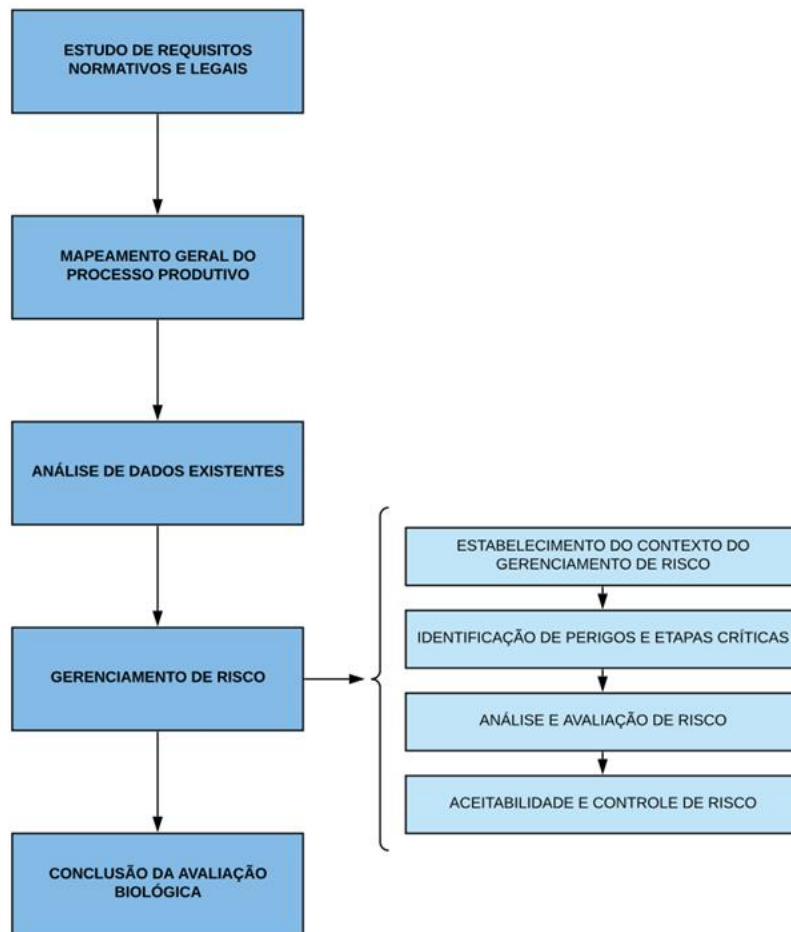 ESTUDO DE REQUISITOS
NORMATIVOS E LEGAIS
MAPEAMENTO GERAL DO
PROCESSO PRODUTIVO
ANÁLISE DE DADOS EXISTENTES
GERENCIAMENTO DE RISCO
ESTABELECIMENTO DO CONTEXTO DO
GERENCIAMENTO DE RISCO
IDENTIFICAÇÃO DE PERIGOS E ETAPAS CRÍTICAS
ANÁLISE E AVALIAÇÃO DE RISCO
ACEITABILIDADE E CONTROLE DE RISCO
CONCLUSÃO DA AVALIAÇÃO
BIOLÓGICA